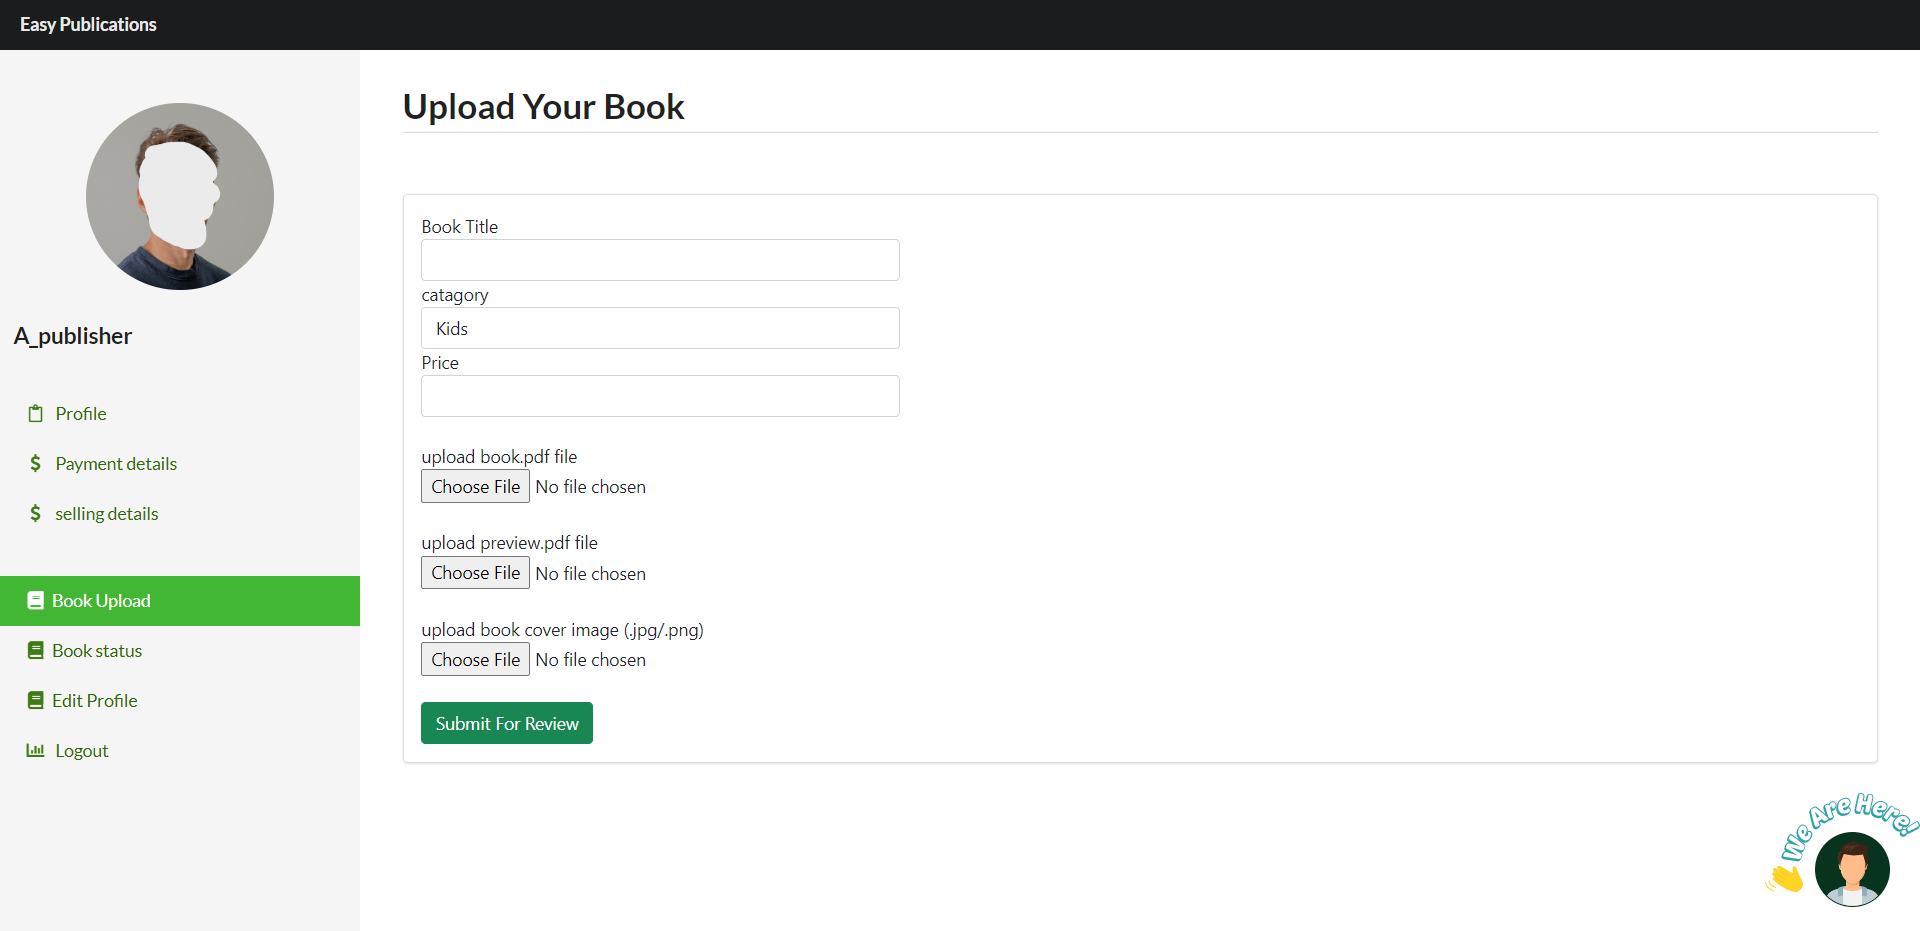 Easy Publications
A_publisher
Profile
Payment details
selling details
Book Upload
Book status
Edit Profile
Logout
Upload Your Book
Book Title
catagory
Kids
Price
upload book.pdf file
Choose File No file chosen
upload preview.pdf file
Choose File No file chosen
upload book cover image (.jpg/.png)
Choose File No file chosen
Submit For Review
We Are Here!